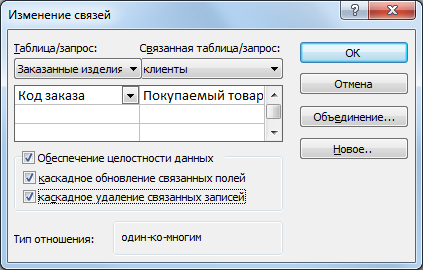 Изменение связей
?
Таблица/запрос: Связанная таблица/запрос:
Заказанные изделия клиенты
Код заказа Покупаемый товар
Обеспечение целостности данных
каскадное обновление связанных полей
каскадное удаление связанных записей
Тип отношения: один-ко-многим
ОК
Отмена
Объединение...
Новое..